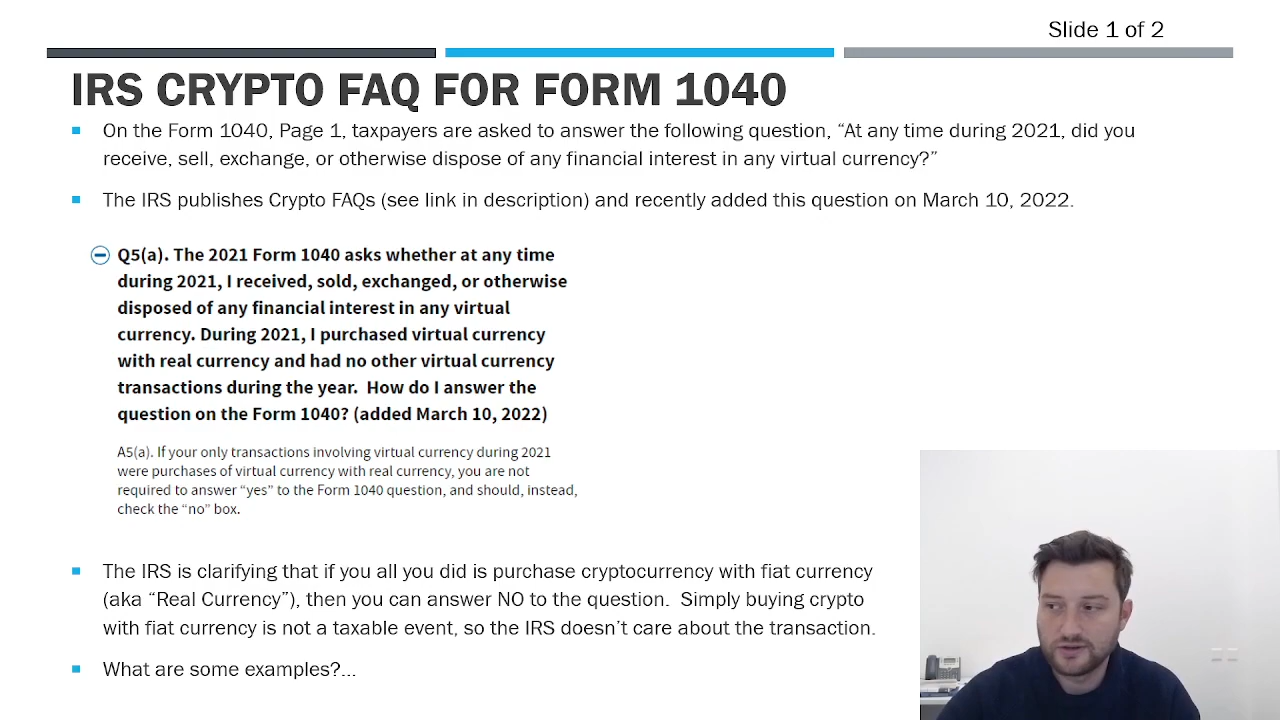 Slide 1 of 2
IRS CRYPTO FAQ FOR FORM 1040
On the Form 1040, Page 1, taxpayers are asked to answer the following question, “At any time during 2021, did you
receive, sell, exchange, or otherwise dispose of any financial interest in any virtual currency?”
The IRS publishes Crypto FAQs (see link in description) and recently added this question on March 10, 2022.
Q5(a). The 2021 Form 1040 asks whether at any time
during 2021, I received, sold, exchanged, or otherwise
disposed of any financial interest in any virtual
currency. During 2021, I purchased virtual currency
with real currency and had no other virtual currency
transactions during the year.  How do I answer the
question on the Form 1040? (added March 10, 2022)
A5(a). If your only transactions involving virtual currency during 2021
were purchases of virtual currency with real currency, you are not
required to answer “yes” to the Form 1040 question, and should, instead,
check the “no” box.
The IRS is clarifying that if you all you did is purchase cryptocurrency with fiat currency
(aka “Real Currency”), then you can answer NO to the question.  Simply buying crypto
with fiat currency is not a taxable event, so the IRS doesn’t care about the transaction.
What are some examples?...